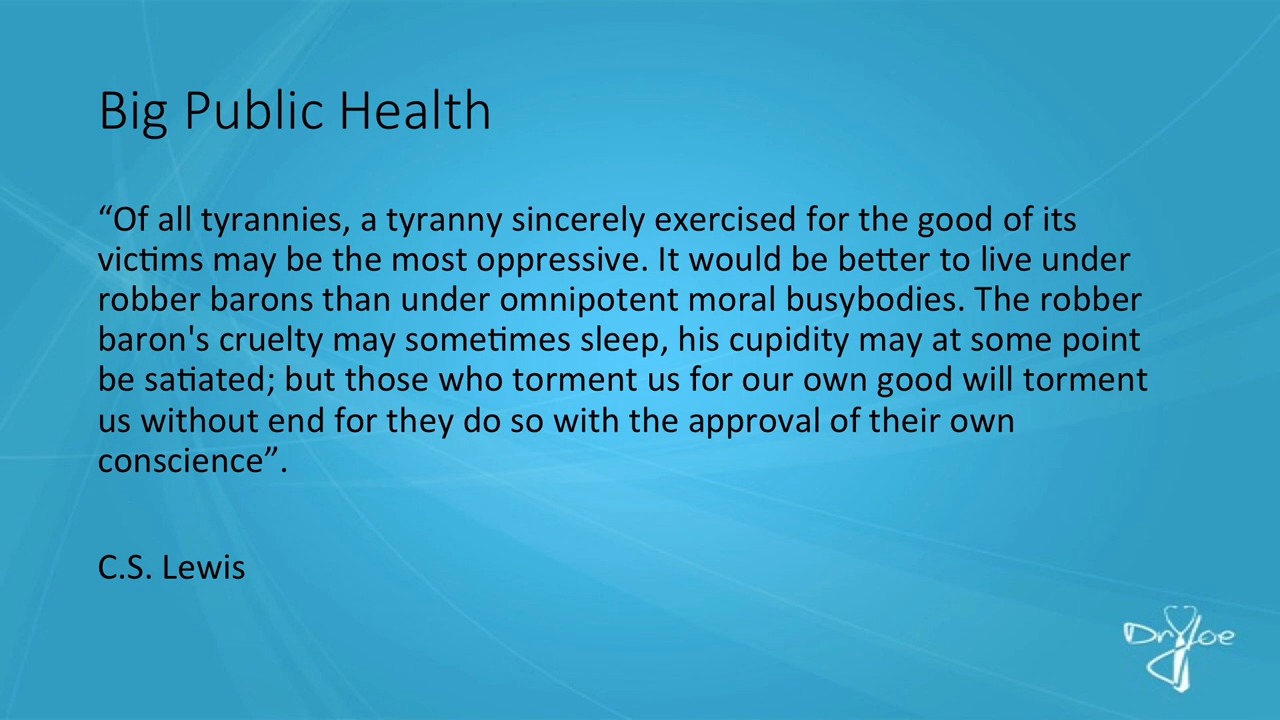 Big Public Health
“Of all tyrannies, a tyranny sincerely exercised for the good of its
victims may be the most oppressive. It would be better to live under
robber barons than under omnipotent moral busybodies. The robber
baron's cruelty may sometimes sleep, his cupidity may at some point
be satiated; but those who torment us for our own good will torment
us without end for they do so with the approval of their own
conscience”.
C.S. Lewis
Dr Joe